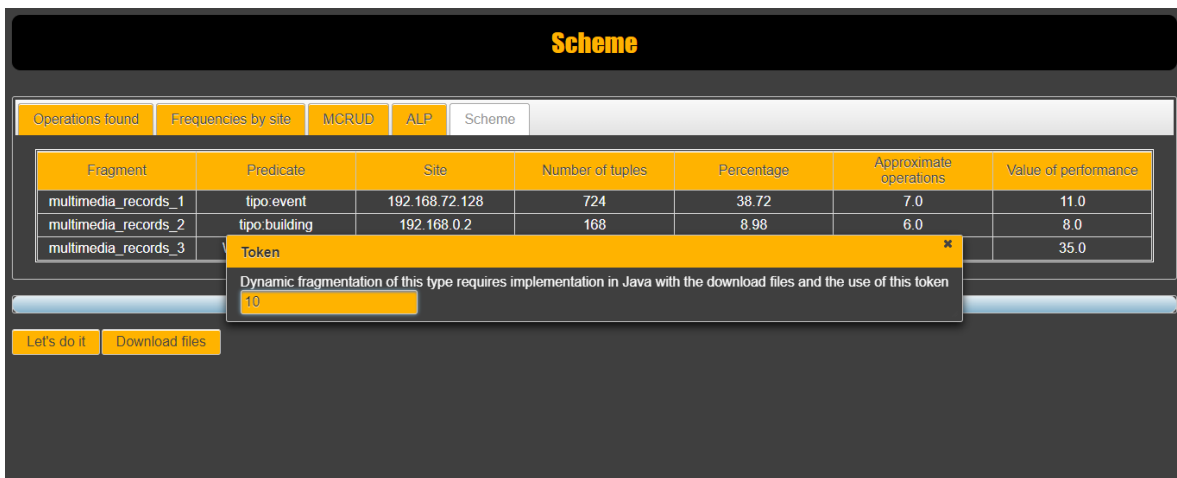 Scheme
Operations found Frequencies by site MCRUD ALP Scheme
Fragment Predicate Site Number of tuples Percentage Approximate operations Value of performance
multimedia_records_1 tipo:event 192.168.72.128 724 38.72 7.0 11.0
multimedia_records_2 tipo:building 192.168.0.2 168 8.98 6.0 8.0
multimedia_records_3 35.0
Token
Dynamic fragmentation of this type requires implementation in Java with the download files and the use of this token
10
Let's do it Download files